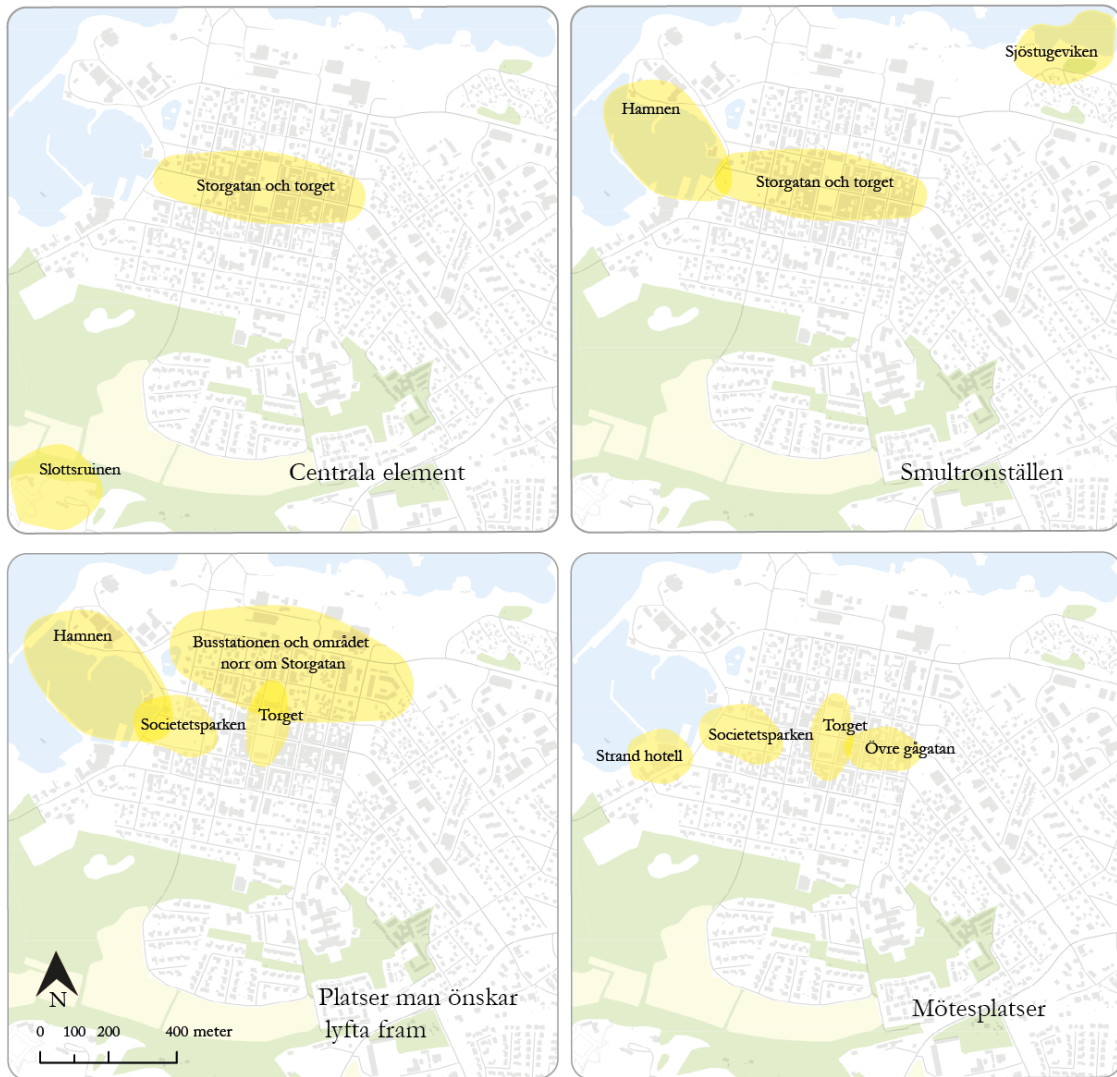 Storgatan och torget
Slottsruinen
Centrala element
Sjöstugeviken
Hamnen
Storgatan och torget
Smultronställen
Hamnen
Busstationen och området
norr om Storgatan
Societetsparken
Torget
N
0 100 200 400 meter
Platser man önskar
lyfta fram
Societetsparken
Torget
Övre gågatan
Strand hotell
Mötesplatser